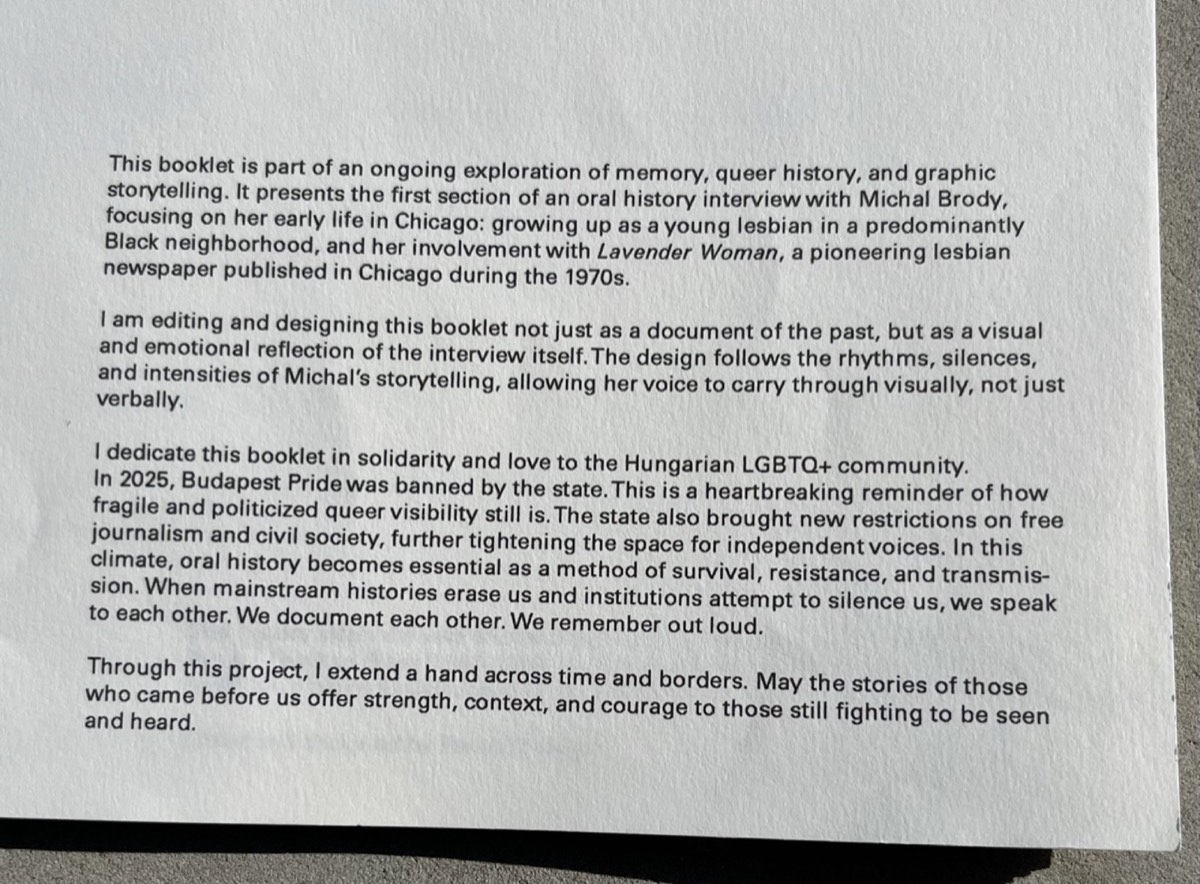 This booklet is part of an ongoing exploration of memory, queer history, and graphic
storytelling. It presents the first section of an oral history interview with Michal Brody,
focusing on her early life in Chicago: growing up as a young lesbian in a predominantly
Black neighborhood, and her involvement with Lavender Woman, a pioneering lesbian
newspaper published in Chicago during the 1970s.
I am editing and designing this booklet not just as a document of the past, but as a visual
and emotional reflection of the interview itself. The design follows the rhythms, silences,
and intensities of Michal's storytelling, allowing her voice to carry through visually, not just
verbally.
I dedicate this booklet in solidarity and love to the Hungarian LGBTQ+ community.
In 2025, Budapest Pride was banned by the state. This is a heartbreaking reminder of how
fragile and politicized queer visibility still is. The state also brought new restrictions on free
journalism and civil society, further tightening the space for independent voices. In this
climate, oral history becomes essential as a method of survival, resistance, and transmis-
sion. When mainstream histories erase us and institutions attempt to silence us, we speak
to each other. We document each other. We remember out loud.
Through this project, I extend a hand across time and borders. May the stories of those
who came before us offer strength, context, and courage to those still fighting to be seen
and heard.